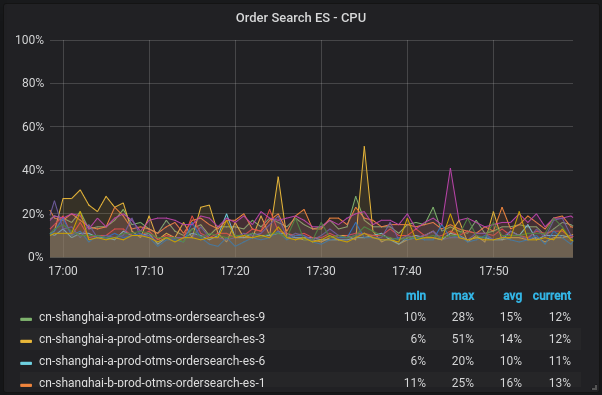 Order Search ES - CPU
100%
80%
60%
40%
20%
0%
17:00 17:10 17:20 17:30 17:40 17:50
min max avg current
cn-shanghai-a-prod-otms-ordersearch-es-9 10% 28% 15% 12%
cn-shanghai-a-prod-otms-ordersearch-es-3 6% 51% 14% 12%
cn-shanghai-a-prod-otms-ordersearch-es-6 6% 20% 10% 11%
cn-shanghai-b-prod-otms-ordersearch-es-1 11% 25% 16% 13%